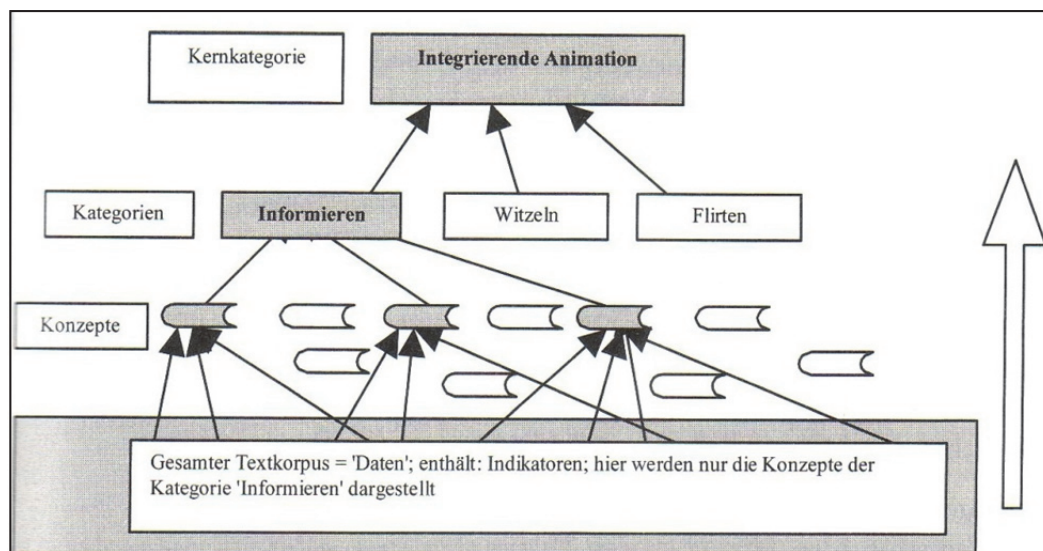 Kernkategorie
Integrierende Animation
Kategorien
Informieren
Witzeln
Flirten
Konzepte
Gesamter Textkorpus = 'Daten'; enthält: Indikatoren; hier werden nur die Konzepte der
Kategorie 'Informieren' dargestellt